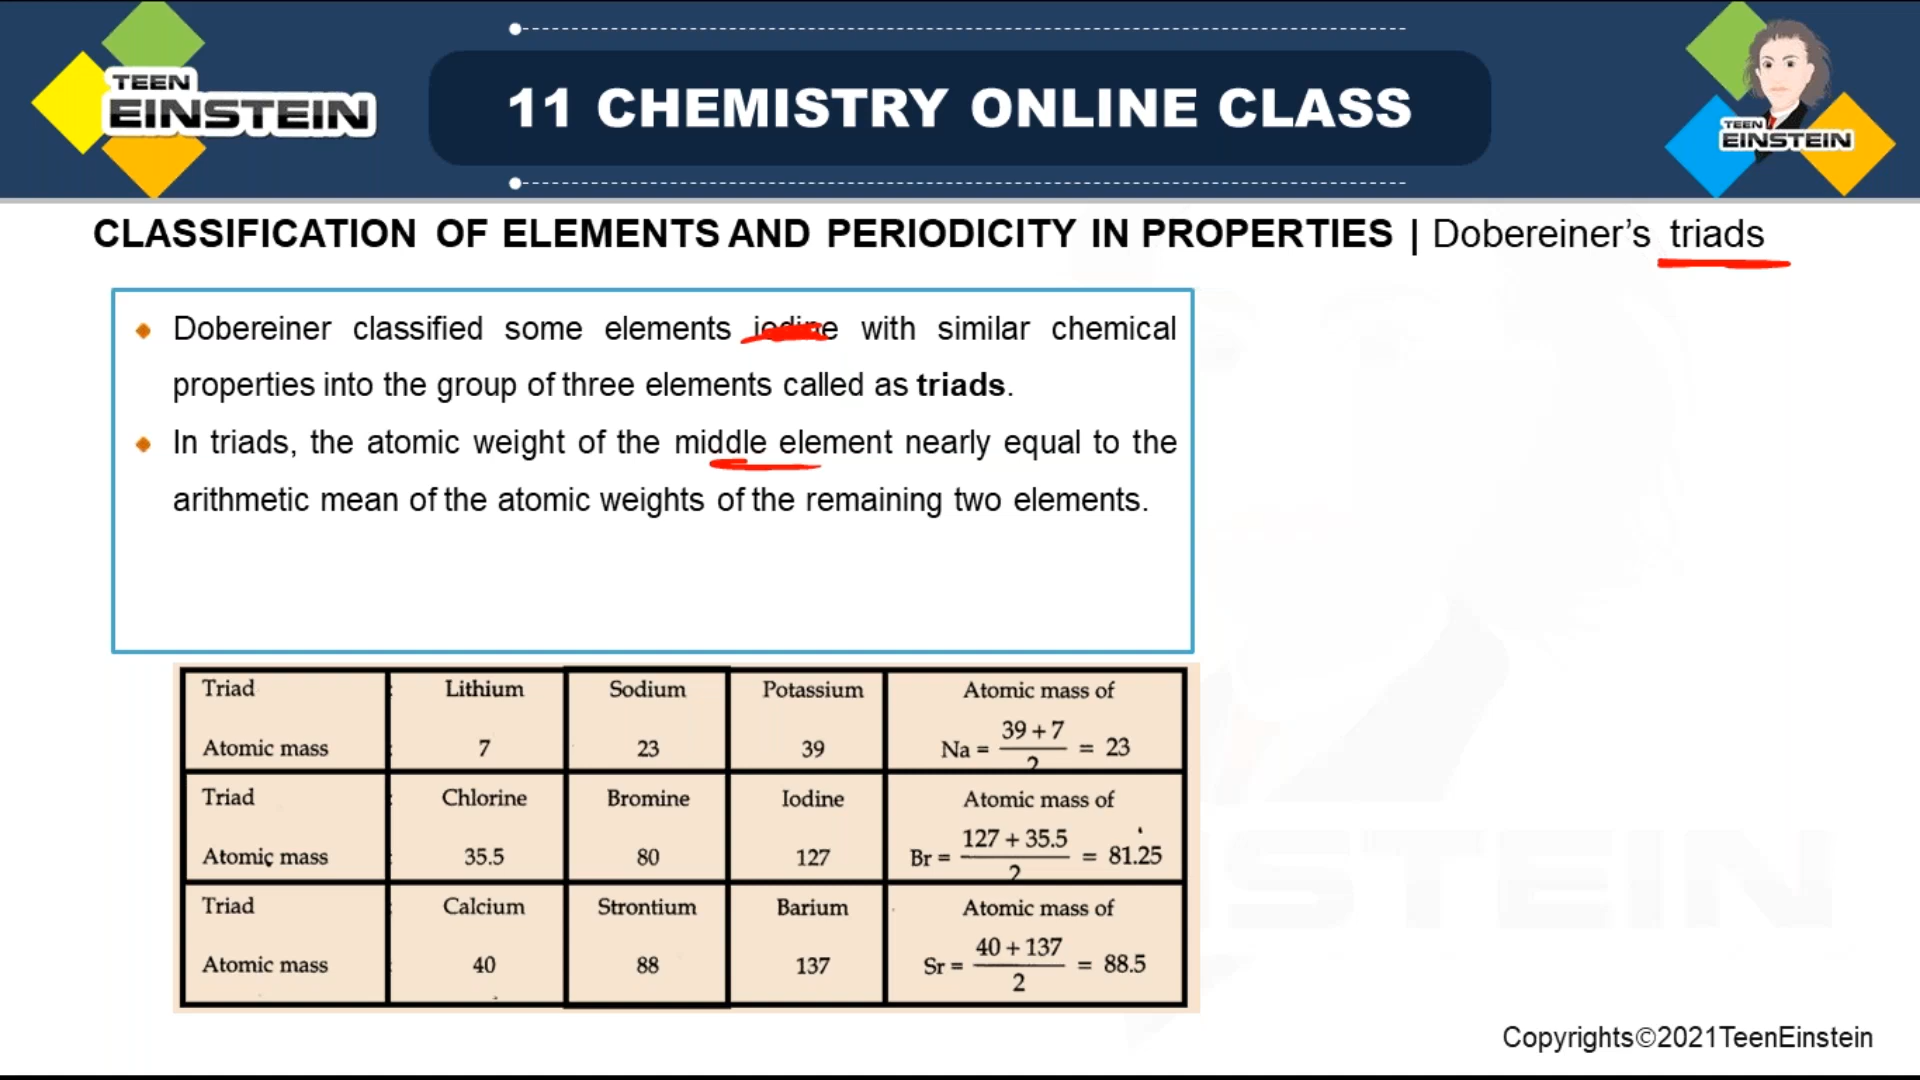 TEEN
EINSTEIN
11 CHEMISTRY ONLINE CLASS
TEEN
EINSTEIN
CLASSIFICATION OF ELEMENTS AND PERIODICITY IN PROPERTIES | Dobereiner's triads
Dobereiner classified some elements iodine with similar chemical
properties into the group of three elements called as triads.
In triads, the atomic weight of the middle element nearly equal to the
arithmetic mean of the atomic weights of the remaining two elements.
Triad : Lithium Sodium Potassium Atomic mass of
Atomic mass : 7 23 39 Na = 39 + 7 / 2 = 23
Triad : Chlorine Bromine Iodine Atomic mass of
Atomic mass : 35.5 80 127 Br = 127 + 35.5 / 2 = 81.25
Triad : Calcium Strontium Barium Atomic mass of
Atomic mass : 40 88 137 Sr = 40 + 137 / 2 = 88.5
EINSTEIN
Copyrights©2021TeenEinstein